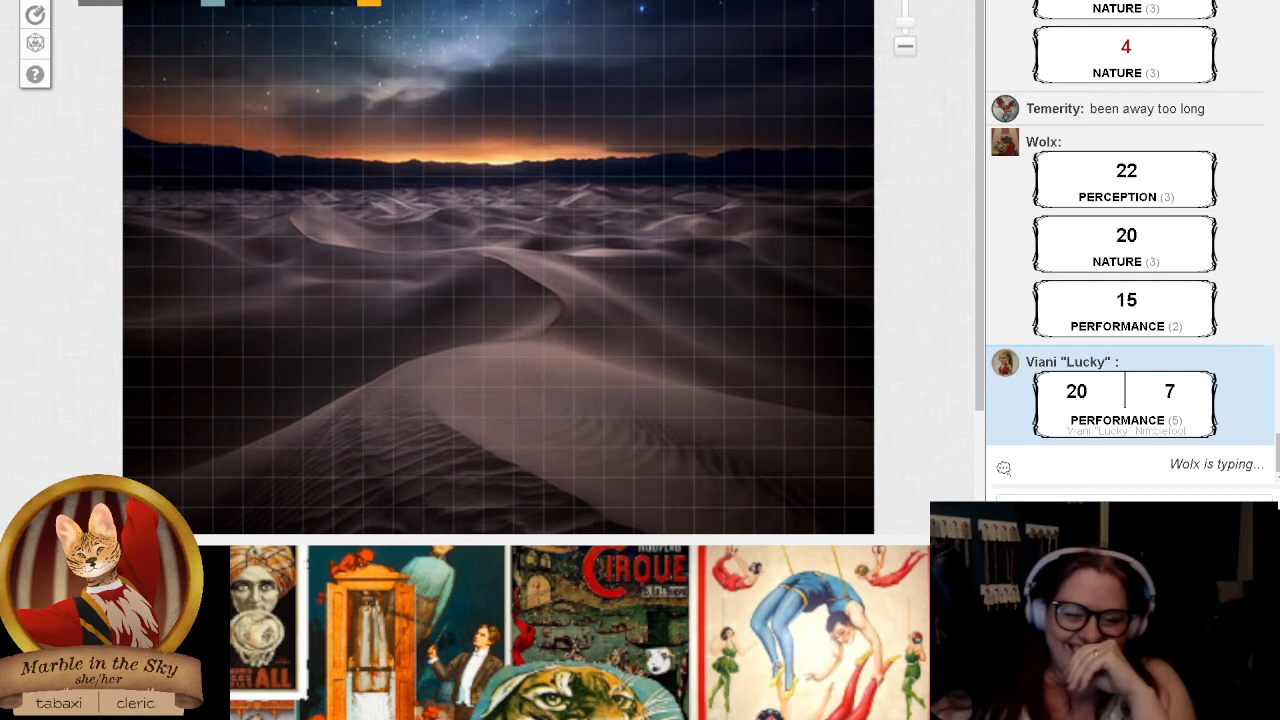 NATURE (3)
4
NATURE (3)
Temerity: been away too long
Wolx:
22
PERCEPTION (3)
20
NATURE (3)
15
PERFORMANCE (2)
Viani "Lucky" :
20 7
PERFORMANCE (5)
Viani "Lucky" Nimblefoot
Wolx is typing...
Marble in the Sky
she/her
tabaxi cleric
ALL
CIRQUE